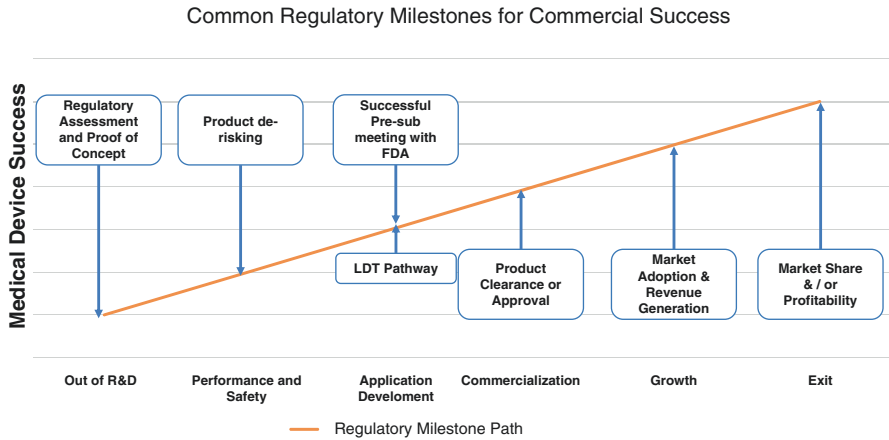 Common Regulatory Milestones for Commercial Success
Medical Device Success
Regulatory
Assessment
and Proof of
Concept
Product de-
risking
Successful
Pre-sub
meeting with
FDA
LDT Pathway
Product
Clearance or
Approval
Market
Adoption &
Revenue
Generation
Market Share
& / or
Profitability
Out of R&D
Performance and
Safety
Application
Develoment
Commercialization
Growth
Exit
Regulatory Milestone Path